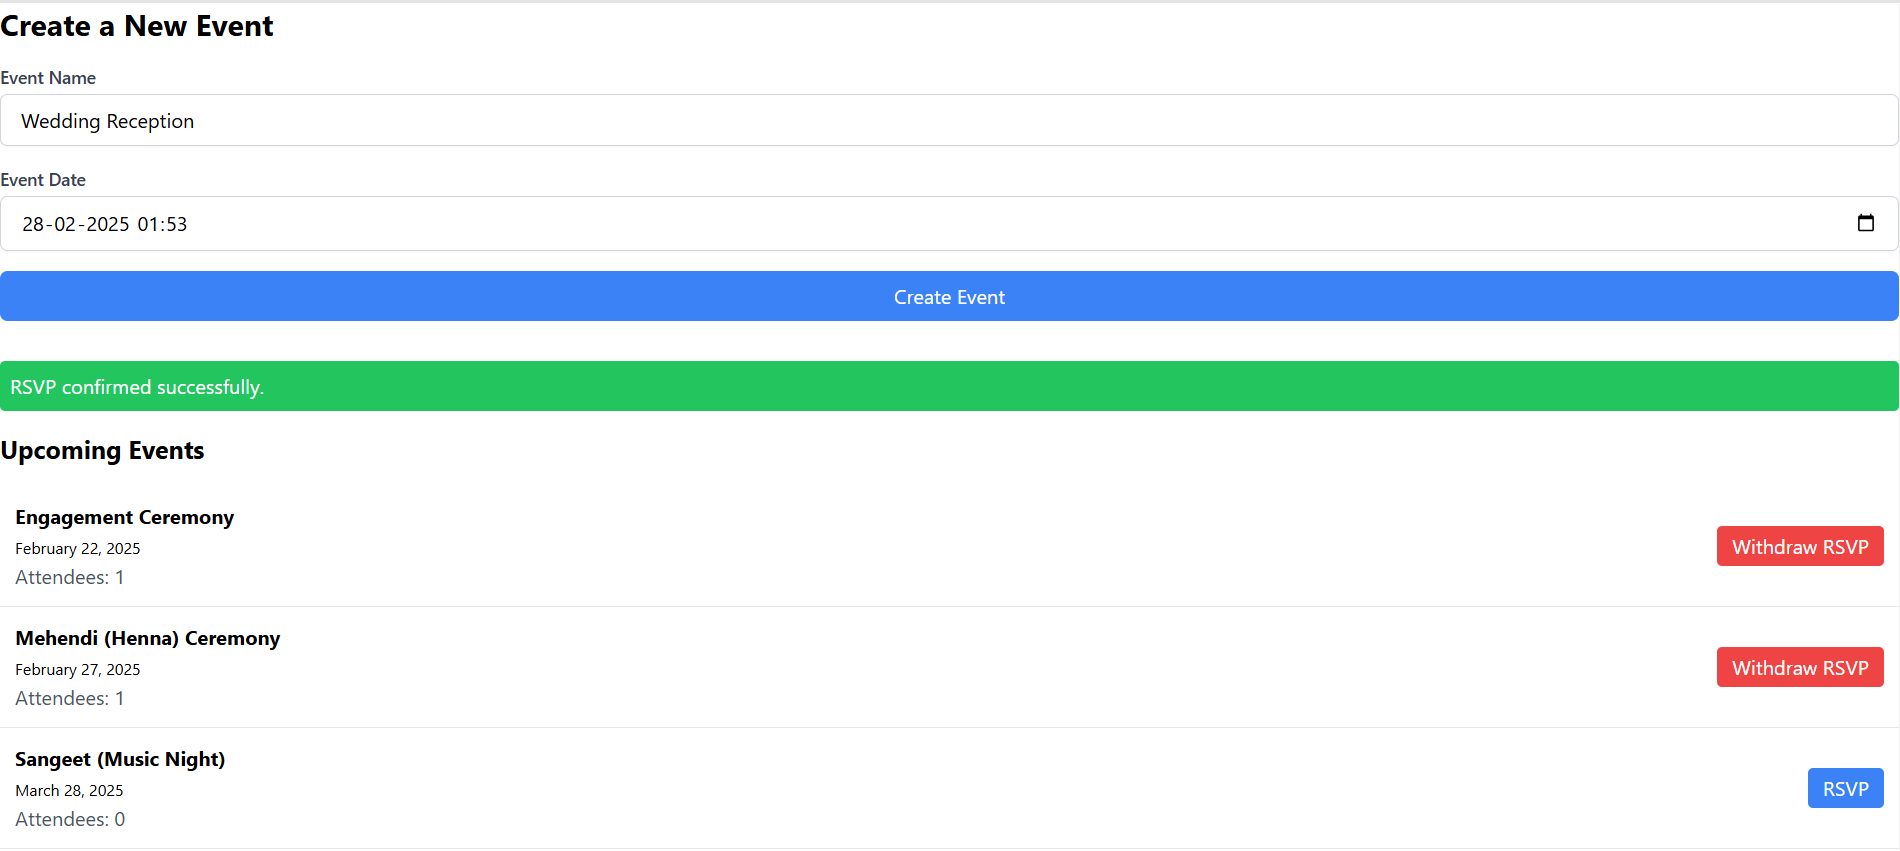 Create a New Event
Event Name
Wedding Reception
Event Date
28-02-2025 01:53
Create Event
RSVP confirmed successfully.
Upcoming Events
Engagement Ceremony
February 22, 2025
Attendees: 1
Withdraw RSVP
Mehendi (Henna) Ceremony
February 27, 2025
Attendees: 1
Withdraw RSVP
Sangeet (Music Night)
March 28, 2025
Attendees: 0
RSVP